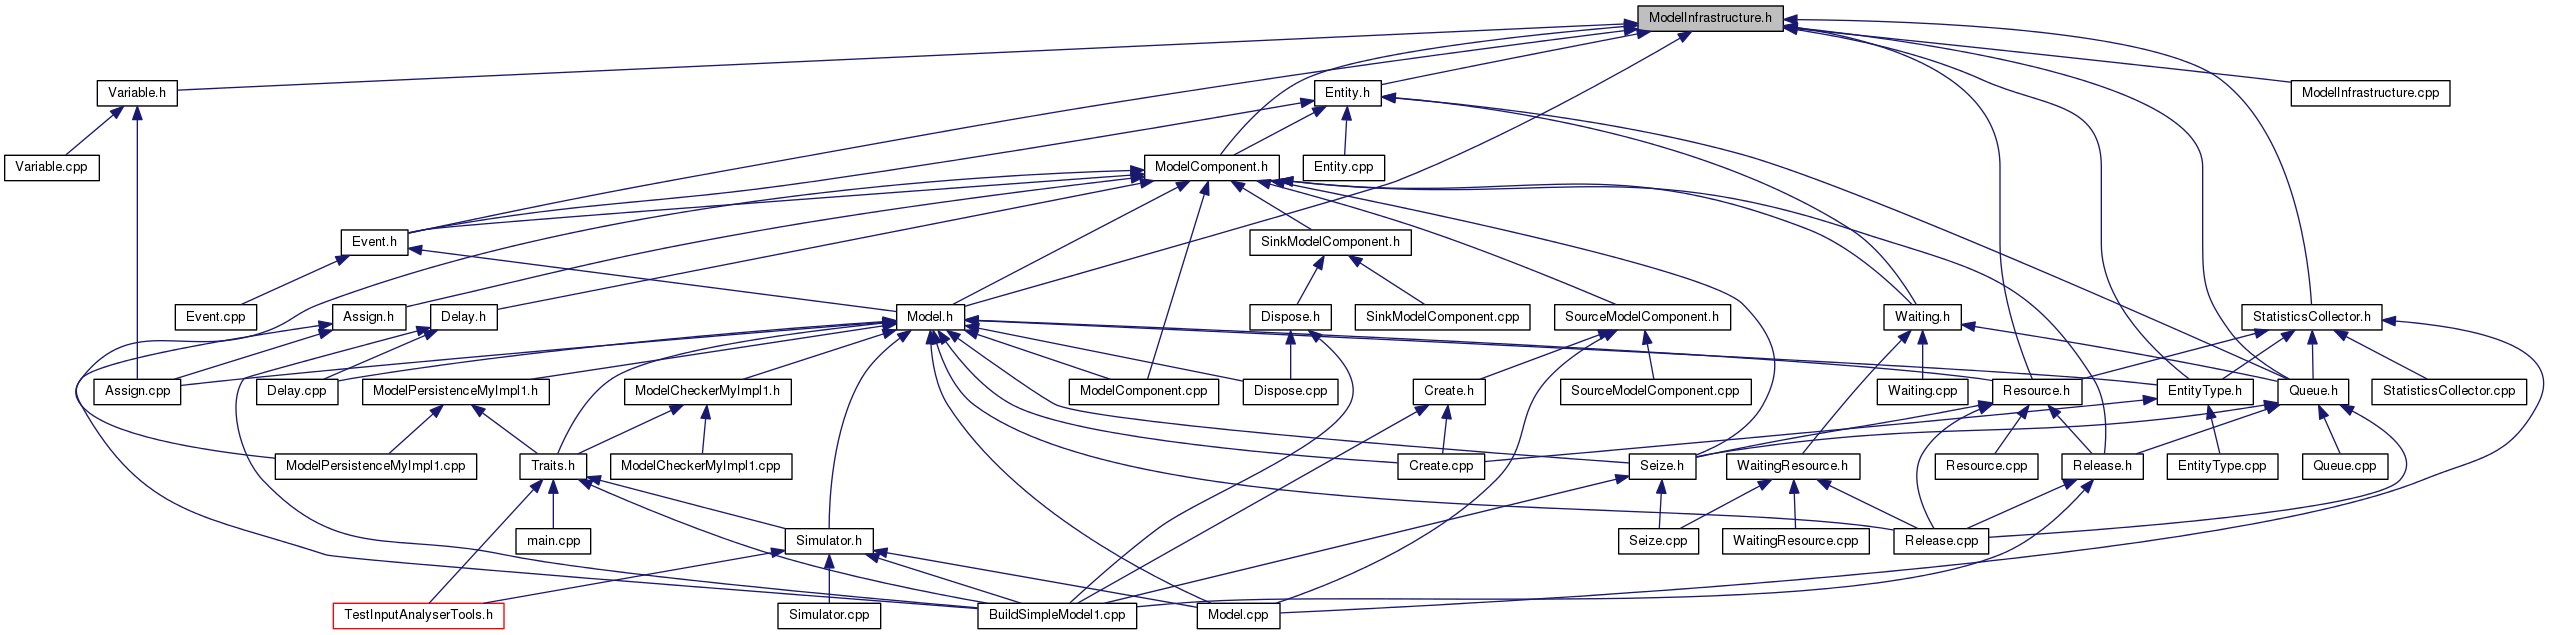 ModelInfrastructure.h
Variable.h
Entity.h
ModelInfrastructure.cpp
Variable.cpp
ModelComponent.h
Entity.cpp
Event.h
SinkModelComponent.h
Event.cpp
Assign.h
Delay.h
Model.h
Dispose.h
SinkModelComponent.cpp
SourceModelComponent.h
Waiting.h
StatisticsCollector.h
Assign.cpp
Delay.cpp
ModelPersistenceMyImpl1.h
ModelCheckerMyImpl1.h
ModelComponent.cpp
Dispose.cpp
Create.h
SourceModelComponent.cpp
Waiting.cpp
Resource.h
EntityType.h
Queue.h
StatisticsCollector.cpp
ModelPersistenceMyImpl1.cpp
Traits.h
ModelCheckerMyImpl1.cpp
Create.cpp
Seize.h
WaitingResource.h
Resource.cpp
Release.h
EntityType.cpp
Queue.cpp
main.cpp
Simulator.h
Seize.cpp
WaitingResource.cpp
Release.cpp
TestInputAnalyserTools.h
Simulator.cpp
BuildSimpleModel1.cpp
Model.cpp